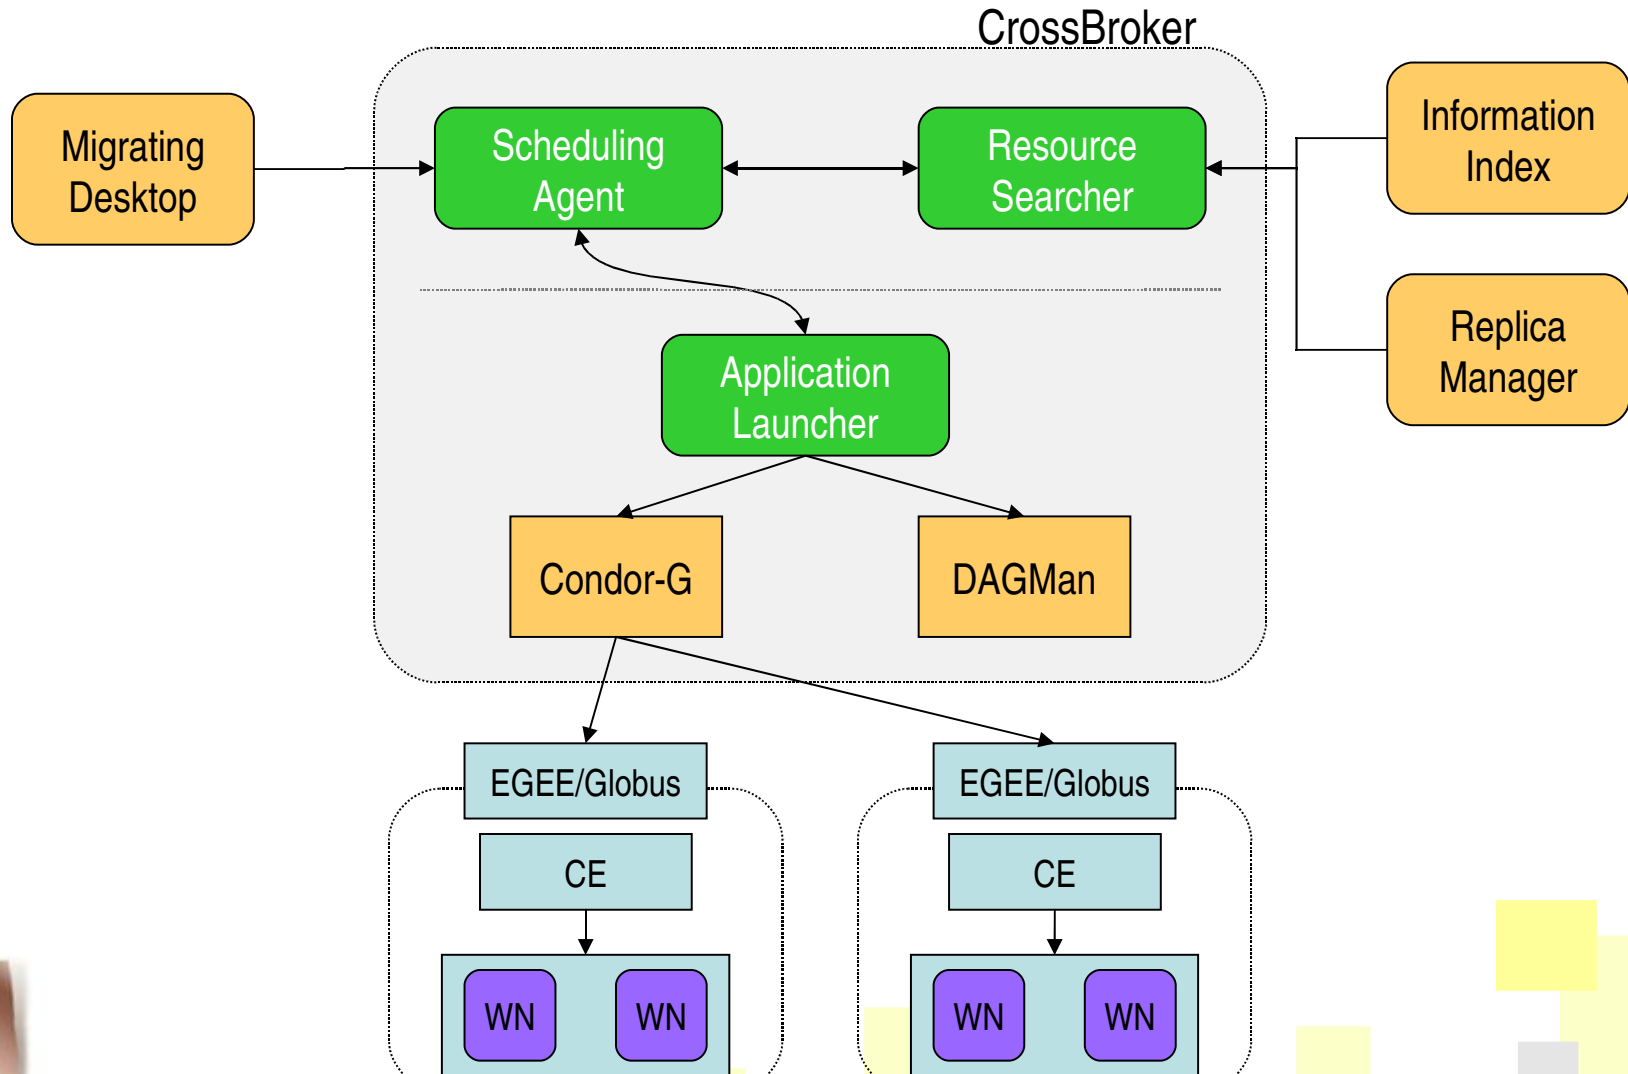 CrossBroker
Migrating
Desktop
Scheduling
Agent
Resource
Searcher
Information
Index
Replica
Manager
Application
Launcher
Condor-G
DAGMan
EGEE/Globus
EGEE/Globus
CE
CE
WN
WN
WN
WN